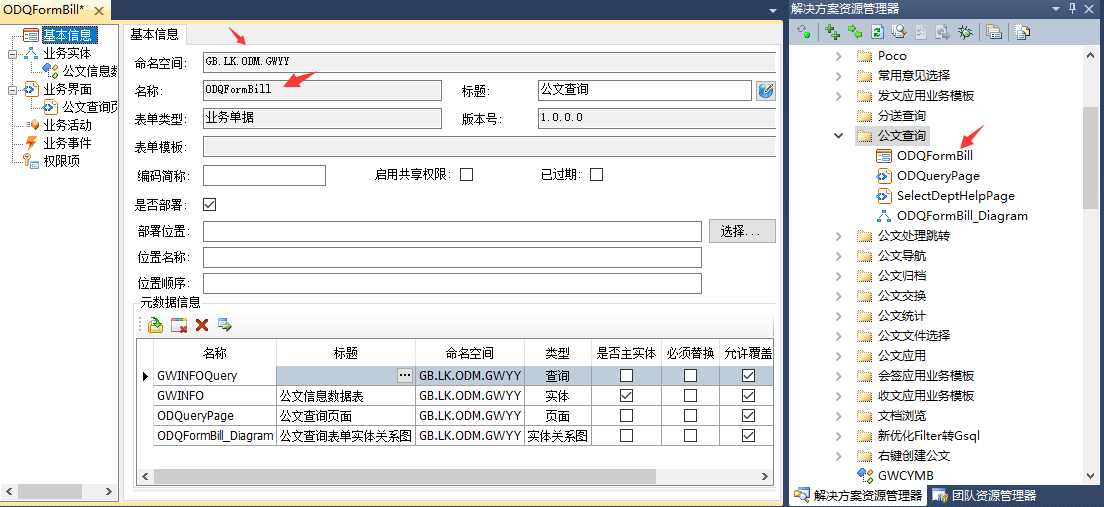 ODQFormBill*
基本信息
业务实体
公文信息数
业务界面
公文查询页
业务活动
业务事件
权限项
基本信息
命名空间: GB.LK.ODM.GWYY
名称: ODQFormBill 标题: 公文查询
表单类型: 业务单据 版本号: 1.0.0.0
表单模板:
编码简称: 启用共享权限: 已过期:
是否部署:
部署位置: 选择...
位置名称:
位置顺序:
元数据信息
名称 标题 命名空间 类型 是否主实体 必须替换 允许覆盖
GWINFOQuery ... GB.LK.ODM.GWYY 查询
GWINFO 公文信息数据表 GB.LK.ODM.GWYY 实体
ODQueryPage 公文查询页面 GB.LK.ODM.GWYY 页面
ODQFormBill_Diagram 公文查询表单实体关系图 GB.LK.ODM.GWYY 实体关系图
解决方案资源管理器
Poco
常用意见选择
发文应用业务模板
分送查询
公文查询
ODQFormBill
ODQueryPage
SelectDeptHelpPage
ODQFormBill_Diagram
公文处理跳转
公文导航
公文归档
公文交换
公文统计
公文文件选择
公文应用
会签应用业务模板
收文应用业务模板
文档浏览
新优化Filter转Gsql
右键创建公文
GWCYMB
解决方案资源管理器 团队资源管理器